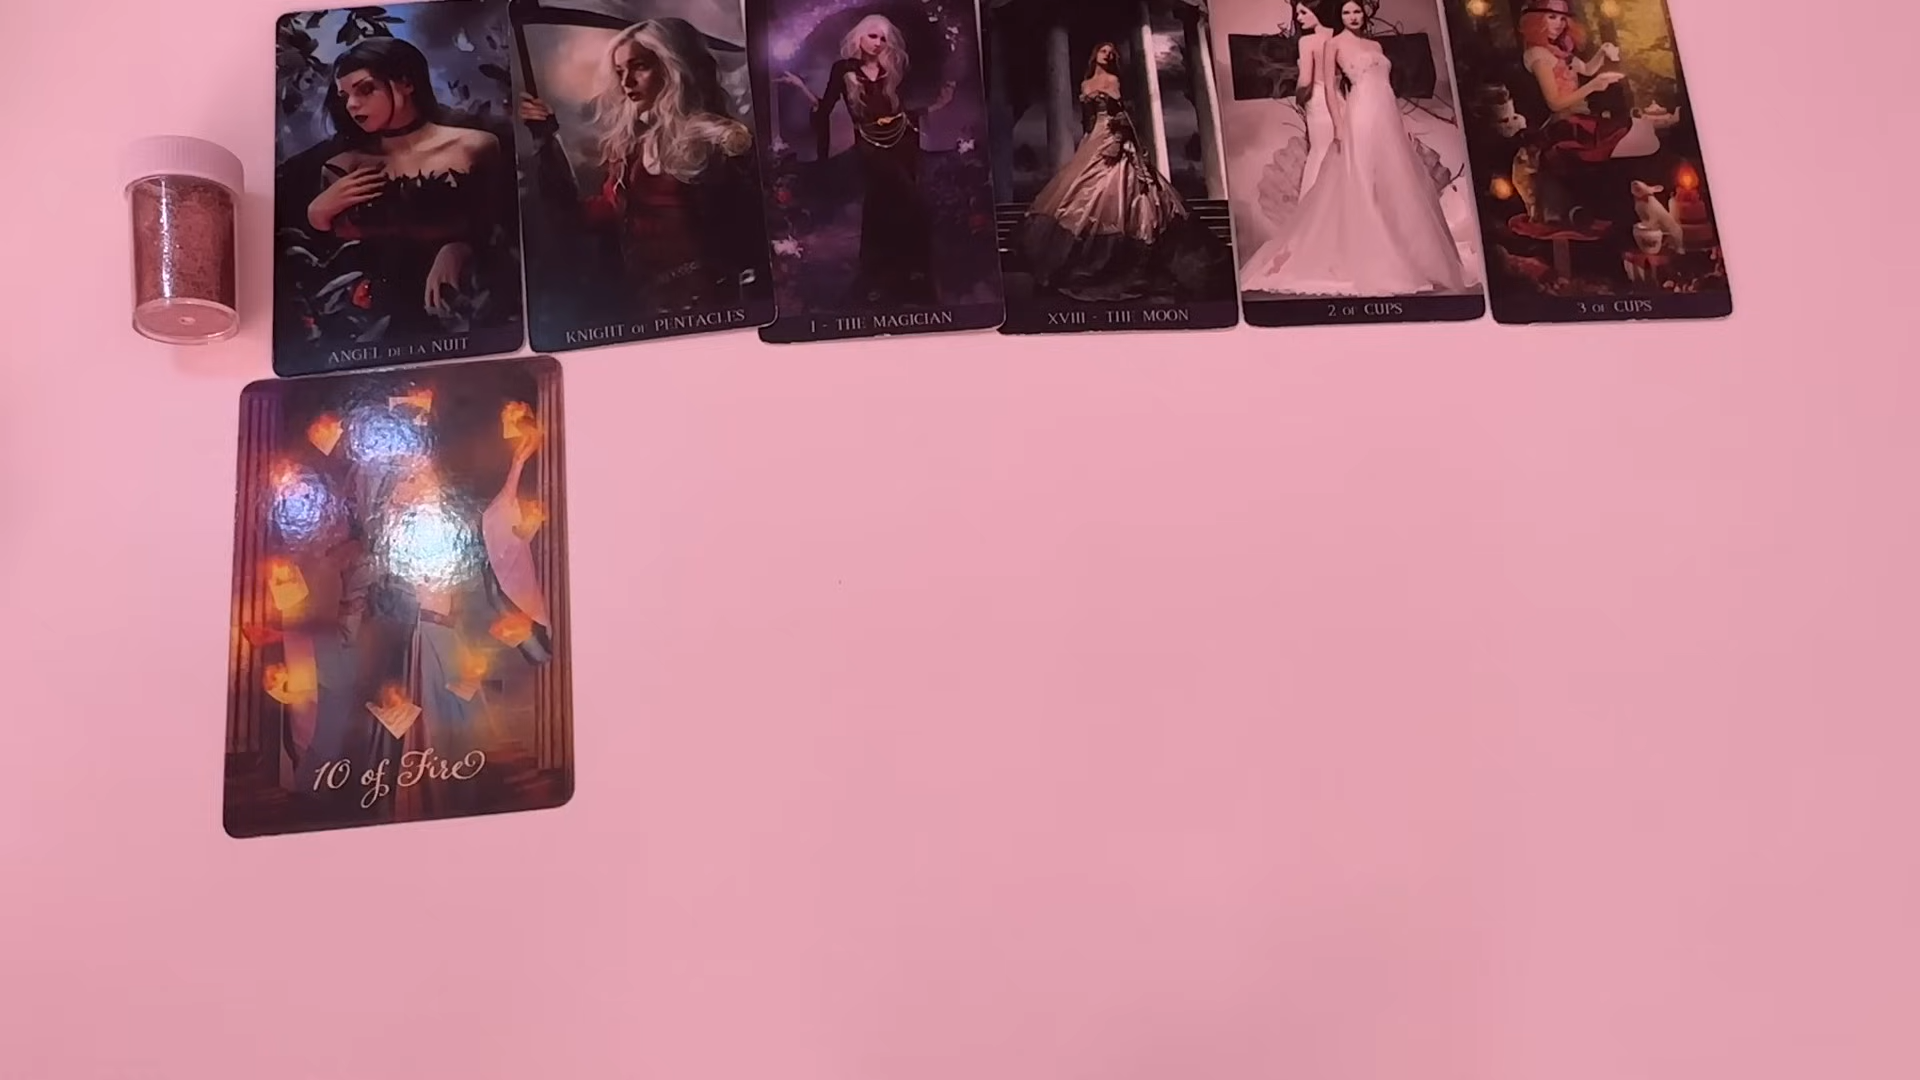 ANGEL DE LA NUIT
KNIGHT OF PENTACLES
I - THE MAGICIAN
XVIII - THE MOON
2 OF CUPS
3 OF CUPS
10 of Fire